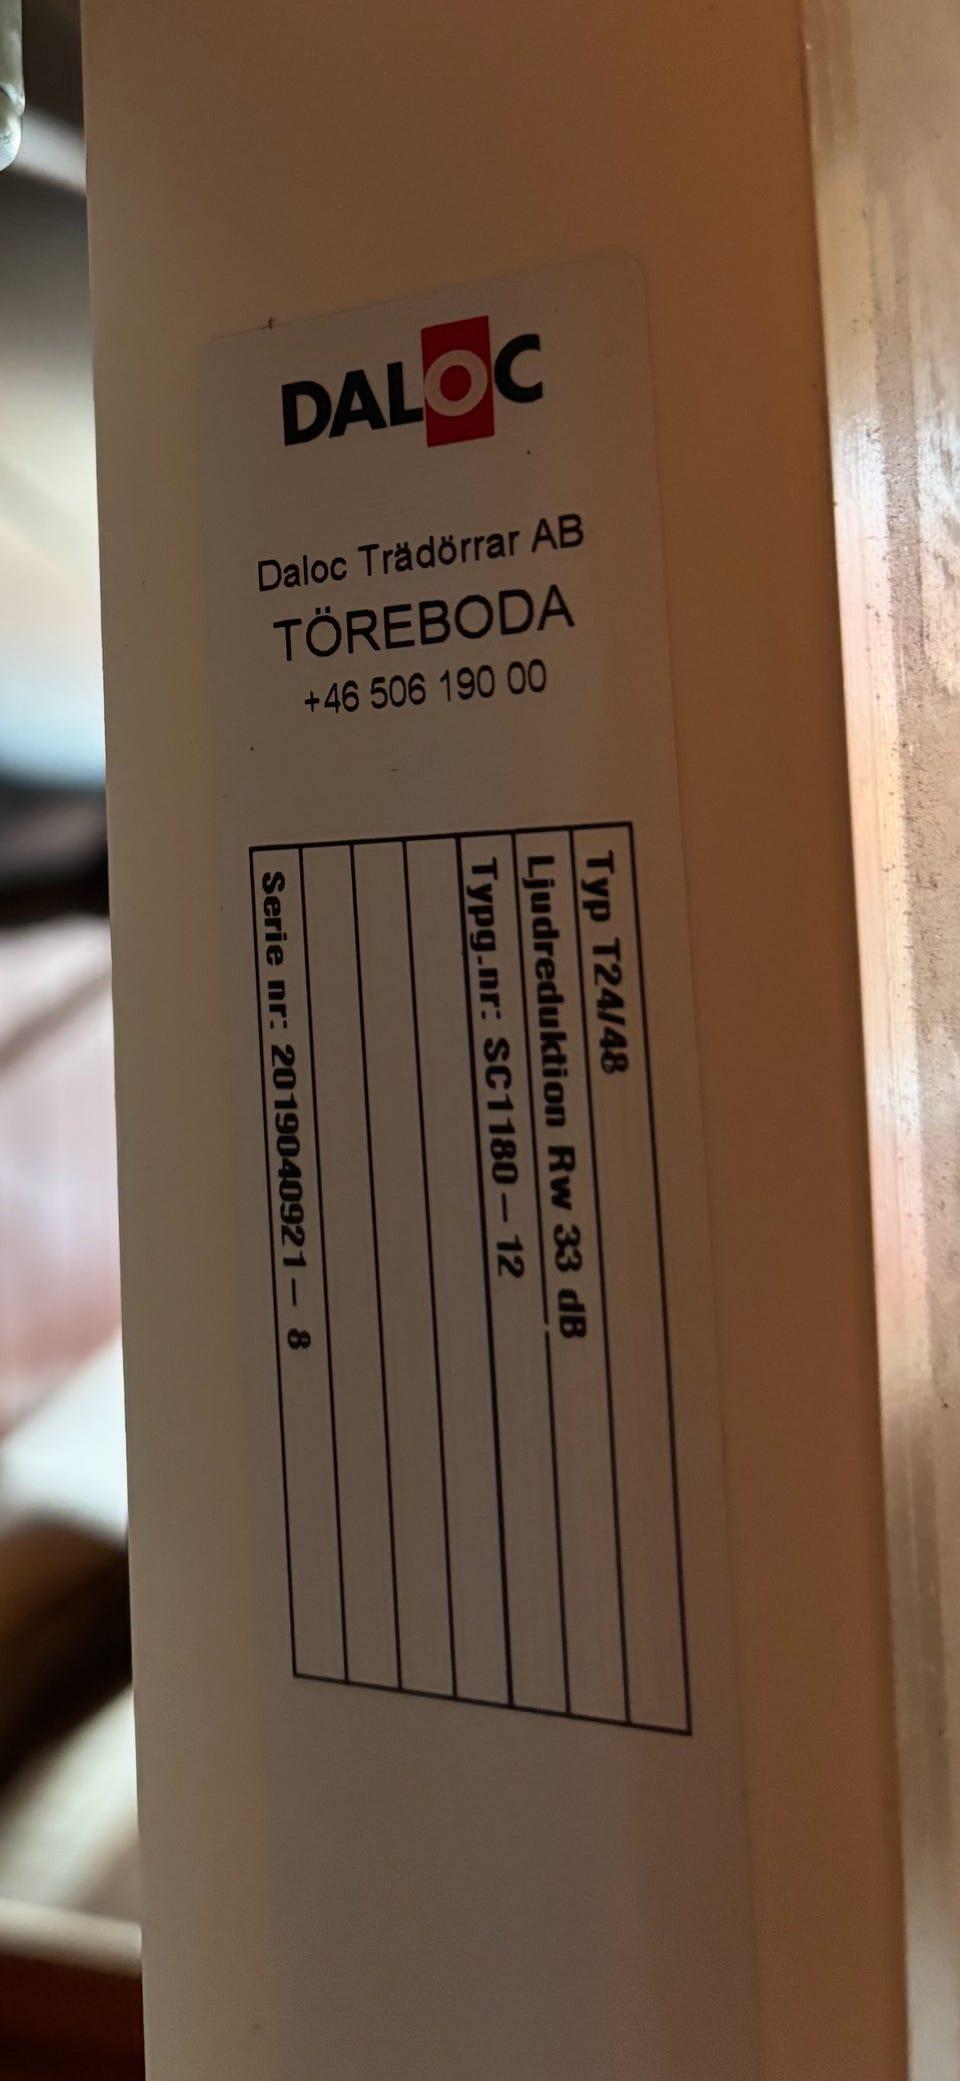 DALOC
Daloc Trädörrar AB
TÖREBODA
+46 506 190 00
Typ T24/48
Ljudreduktion Rw 33 dB
Typg.nr: SC1180-12
Serie nr: 2019040921- 8